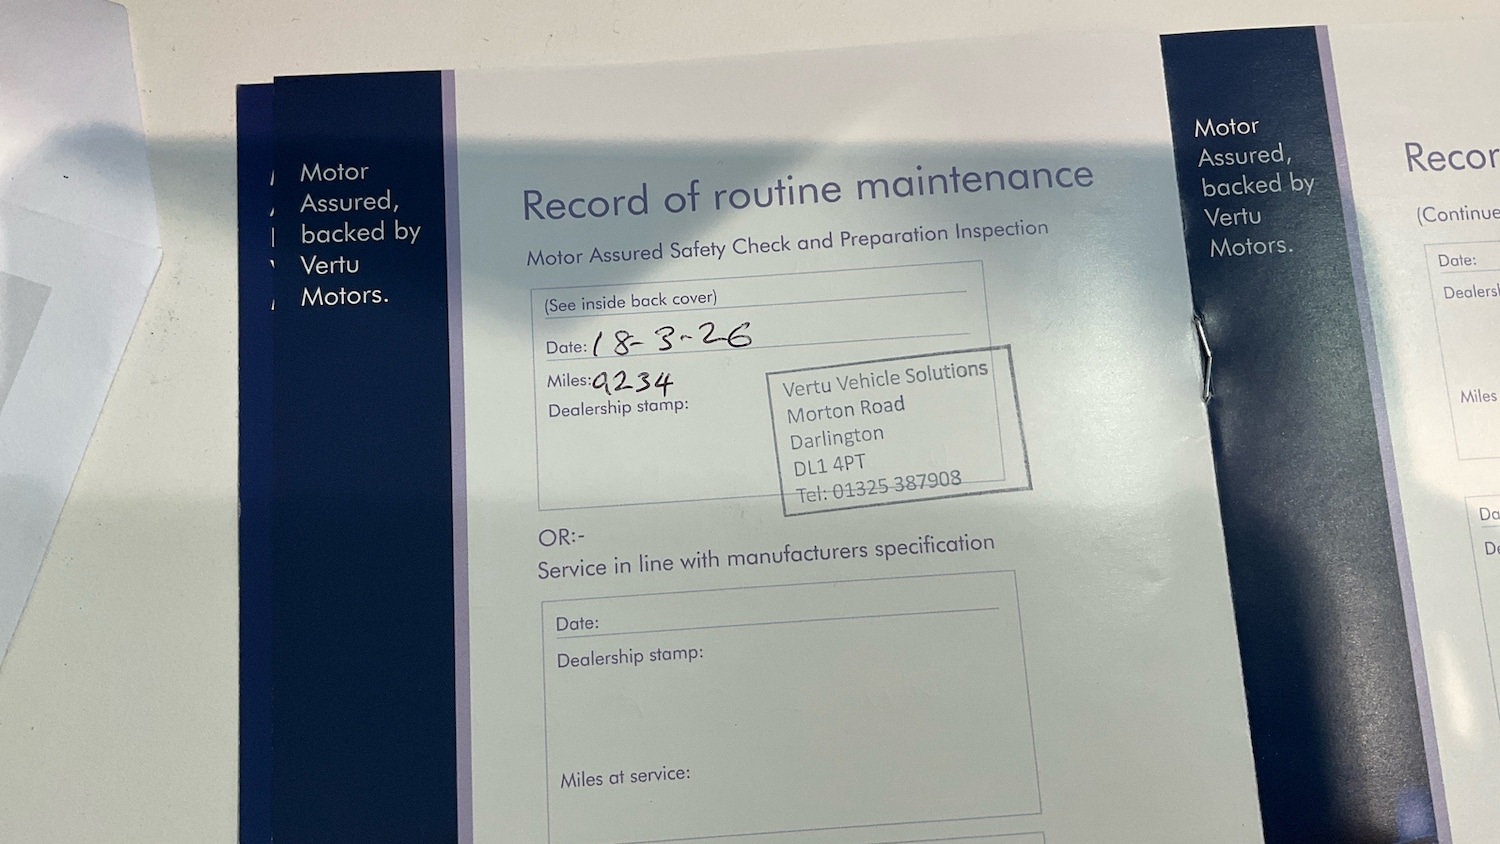 Motor
Assured,
backed by
Vertu
Motors.
Record of routine maintenance
Motor Assured Safety Check and Preparation Inspection
(See inside back cover)
Date: 18-3-26
Miles: 9234
Dealership stamp:
Vertu Vehicle Solutions
Morton Road
Darlington
DL1 4PT
Tel: 01325 387908
OR:-
Service in line with manufacturers specification
Date:
Dealership stamp:
Miles at service:
Motor
Assured,
backed by
Vertu
Motors.
(Continue
Date:
Miles